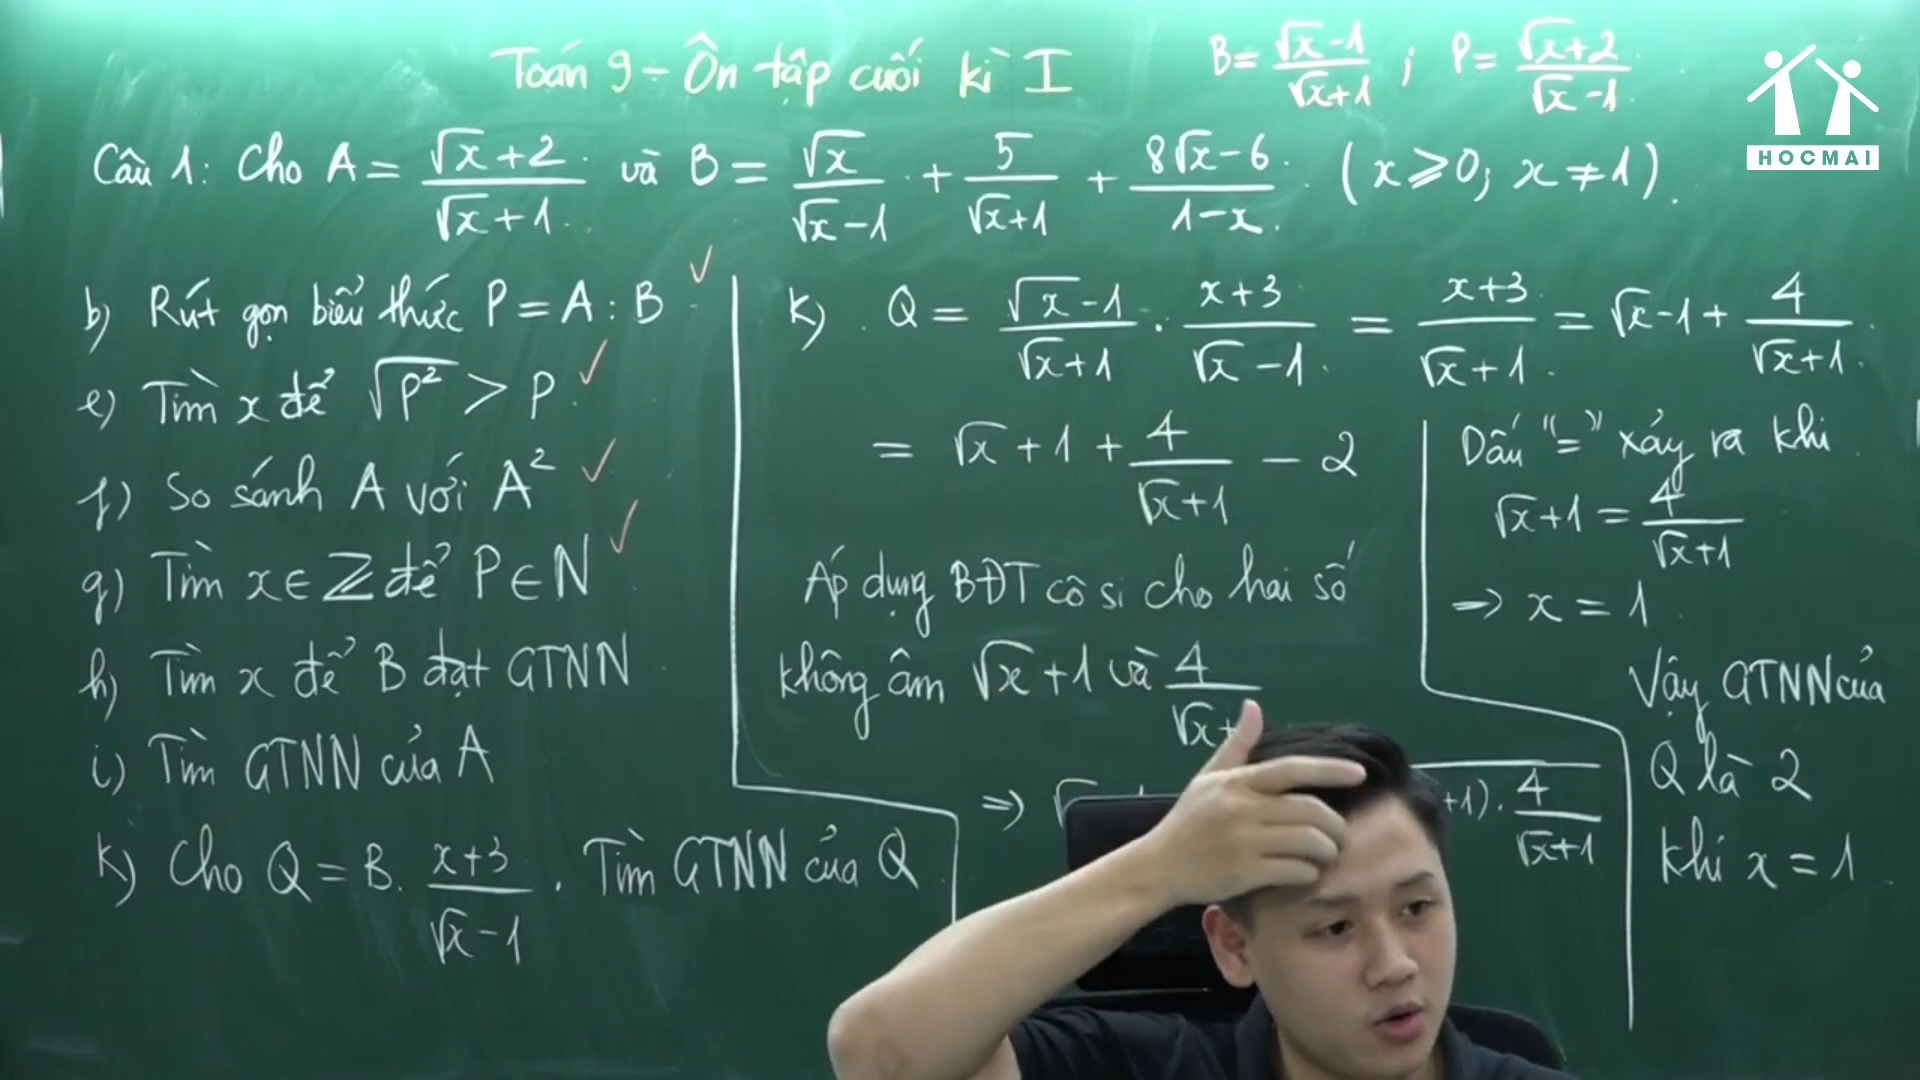 Toán 9 - Ôn tập cuối kì I
B = (√x - 1)/(√x + 1) ; P = (√x + 2)/(√x - 1)
HOCMAI
Câu 1: Cho A = (√x + 2)/(√x + 1) và B = √x/(√x - 1) + 5/(√x + 1) + (8√x - 6)/(1 - x) (x ⩾ 0; x ≠ 1).
b) Rút gọn biểu thức P = A : B ✓
e) Tìm x để √P² > P ✓
f) So sánh A với A² ✓
g) Tìm x ∈ Z để P ∈ N ✓
h) Tìm x để B đạt GTNN
i) Tìm GTNN của A
k) Cho Q = B. (x + 3)/(√x - 1) . Tìm GTNN của Q
k) Q = (√x - 1)/(√x + 1) . (x + 3)/(√x - 1) = (x + 3)/(√x + 1) = √x - 1 + 4/(√x + 1)
= √x + 1 + 4/(√x + 1) - 2
Áp dụng BĐT cô si cho hai số
không âm √x + 1 và 4/(√x +
=> √ +1) . 4/(√x + 1)
Dấu "=" xảy ra khi
√x + 1 = 4/(√x + 1)
=> x = 1
Vậy GTNN của
Q là 2
khi x = 1